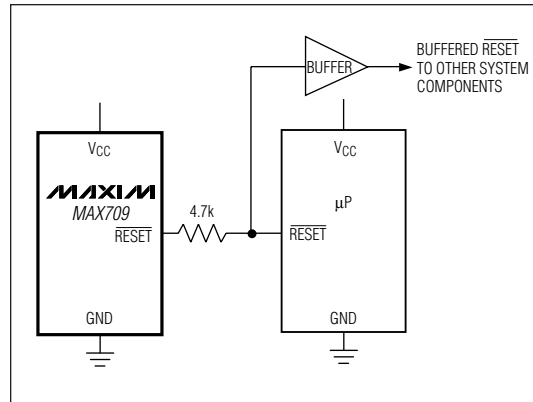 BUFFER
BUFFERED RESET
TO OTHER SYSTEM
COMPONENTS
VCC
MAXIM
MAX709
RESET
GND
4.7k
VCC
µP
RESET
GND